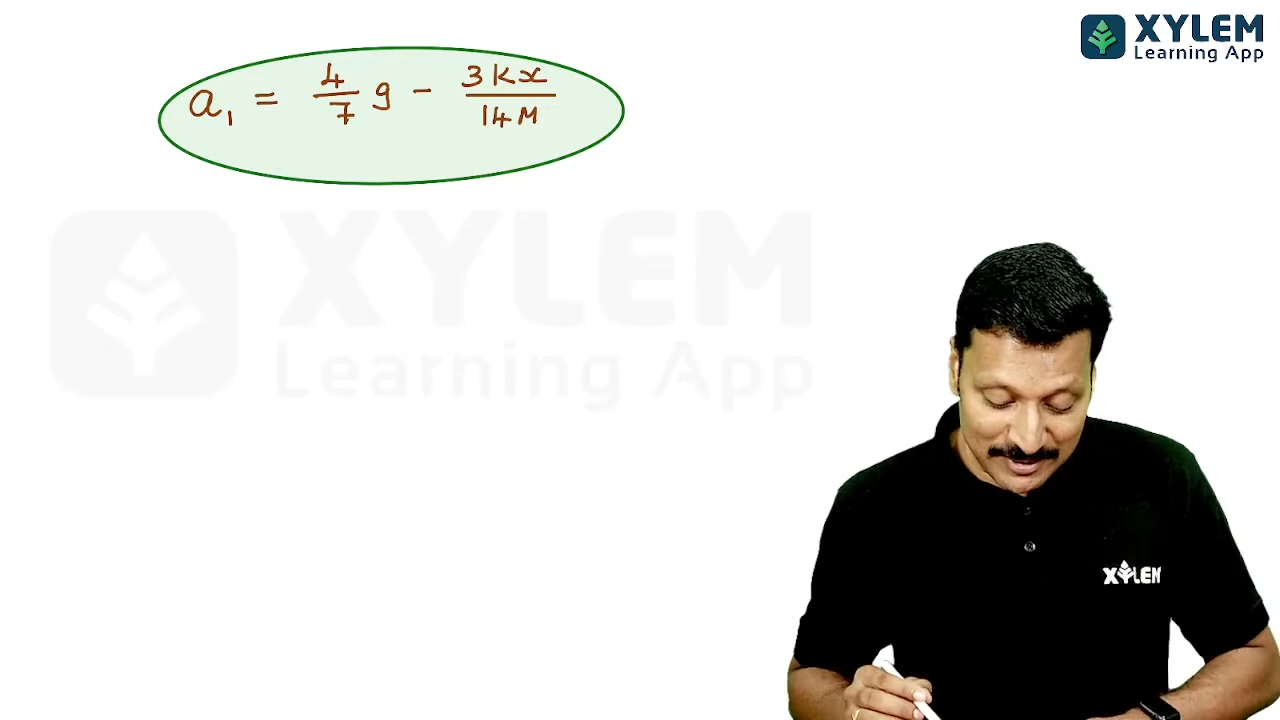 XYLEM
Learning App
a₁ = 4/7 g - 3kx/14M
XYLEM
Learning App
XYLEM